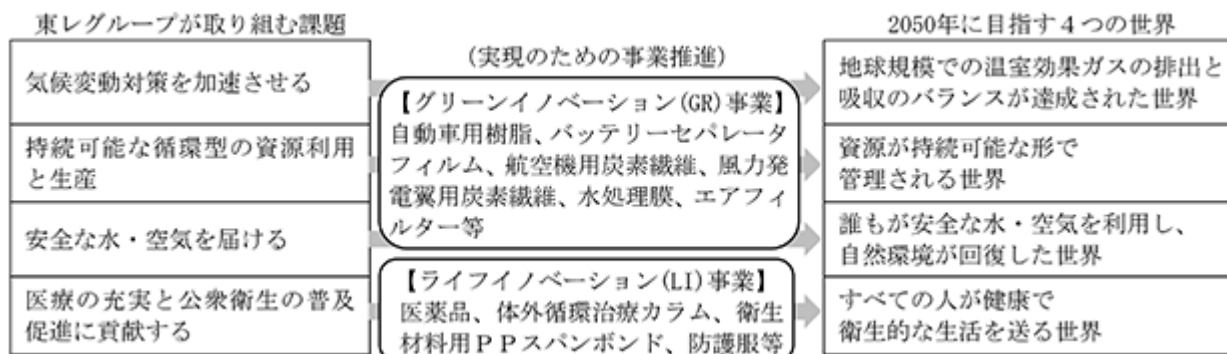 東レグループが取り組む課題
気候変動対策を加速させる
持続可能な循環型の資源利用
と生産
安全な水・空気を届ける
医療の充実と公衆衛生の普及
促進に貢献する
(実現のための事業推進)
【グリーンイノベーション(GR)事業】
自動車用樹脂、バッテリーセパレータ
フィルム、航空機用炭素繊維、風力発
電翼用炭素繊維、水処理膜、エアフィ
ルター等
【ライフイノベーション(LI)事業】
医薬品、体外循環治療カラム、衛生
材料用PPスパンボンド、防護服等
2050年に目指す4つの世界
地球規模での温室効果ガスの排出と
吸収のバランスが達成された世界
資源が持続可能な形で
管理される世界
誰もが安全な水・空気を利用し、
自然環境が回復した世界
すべての人が健康で
衛生的な生活を送る世界